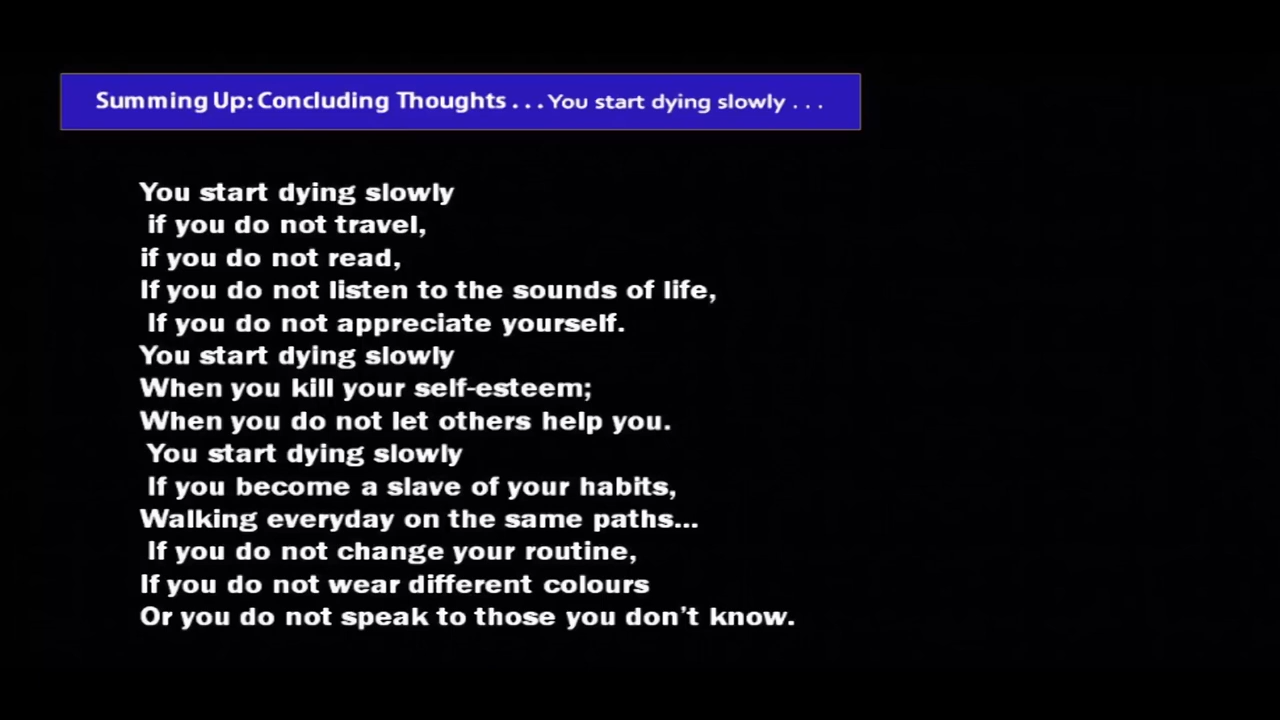 Summing Up: Concluding Thoughts . . . You start dying slowly . . .
You start dying slowly
if you do not travel,
if you do not read,
If you do not listen to the sounds of life,
If you do not appreciate yourself.
You start dying slowly
When you kill your self-esteem;
When you do not let others help you.
You start dying slowly
If you become a slave of your habits,
Walking everyday on the same paths...
If you do not change your routine,
If you do not wear different colours
Or you do not speak to those you don’t know.